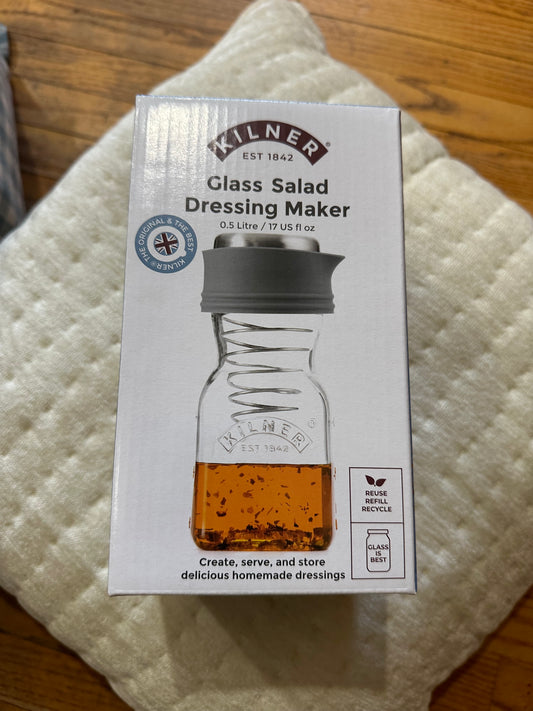 KILNER®
EST 1842
Glass Salad
Dressing Maker
0.5 Litre / 17 US fl oz
THE ORIGINAL & THE BEST
KILNER®
KILNER®
EST 1842
REUSE
REFILL
RECYCLE
GLASS
IS
BEST
Create, serve, and store
delicious homemade dressings